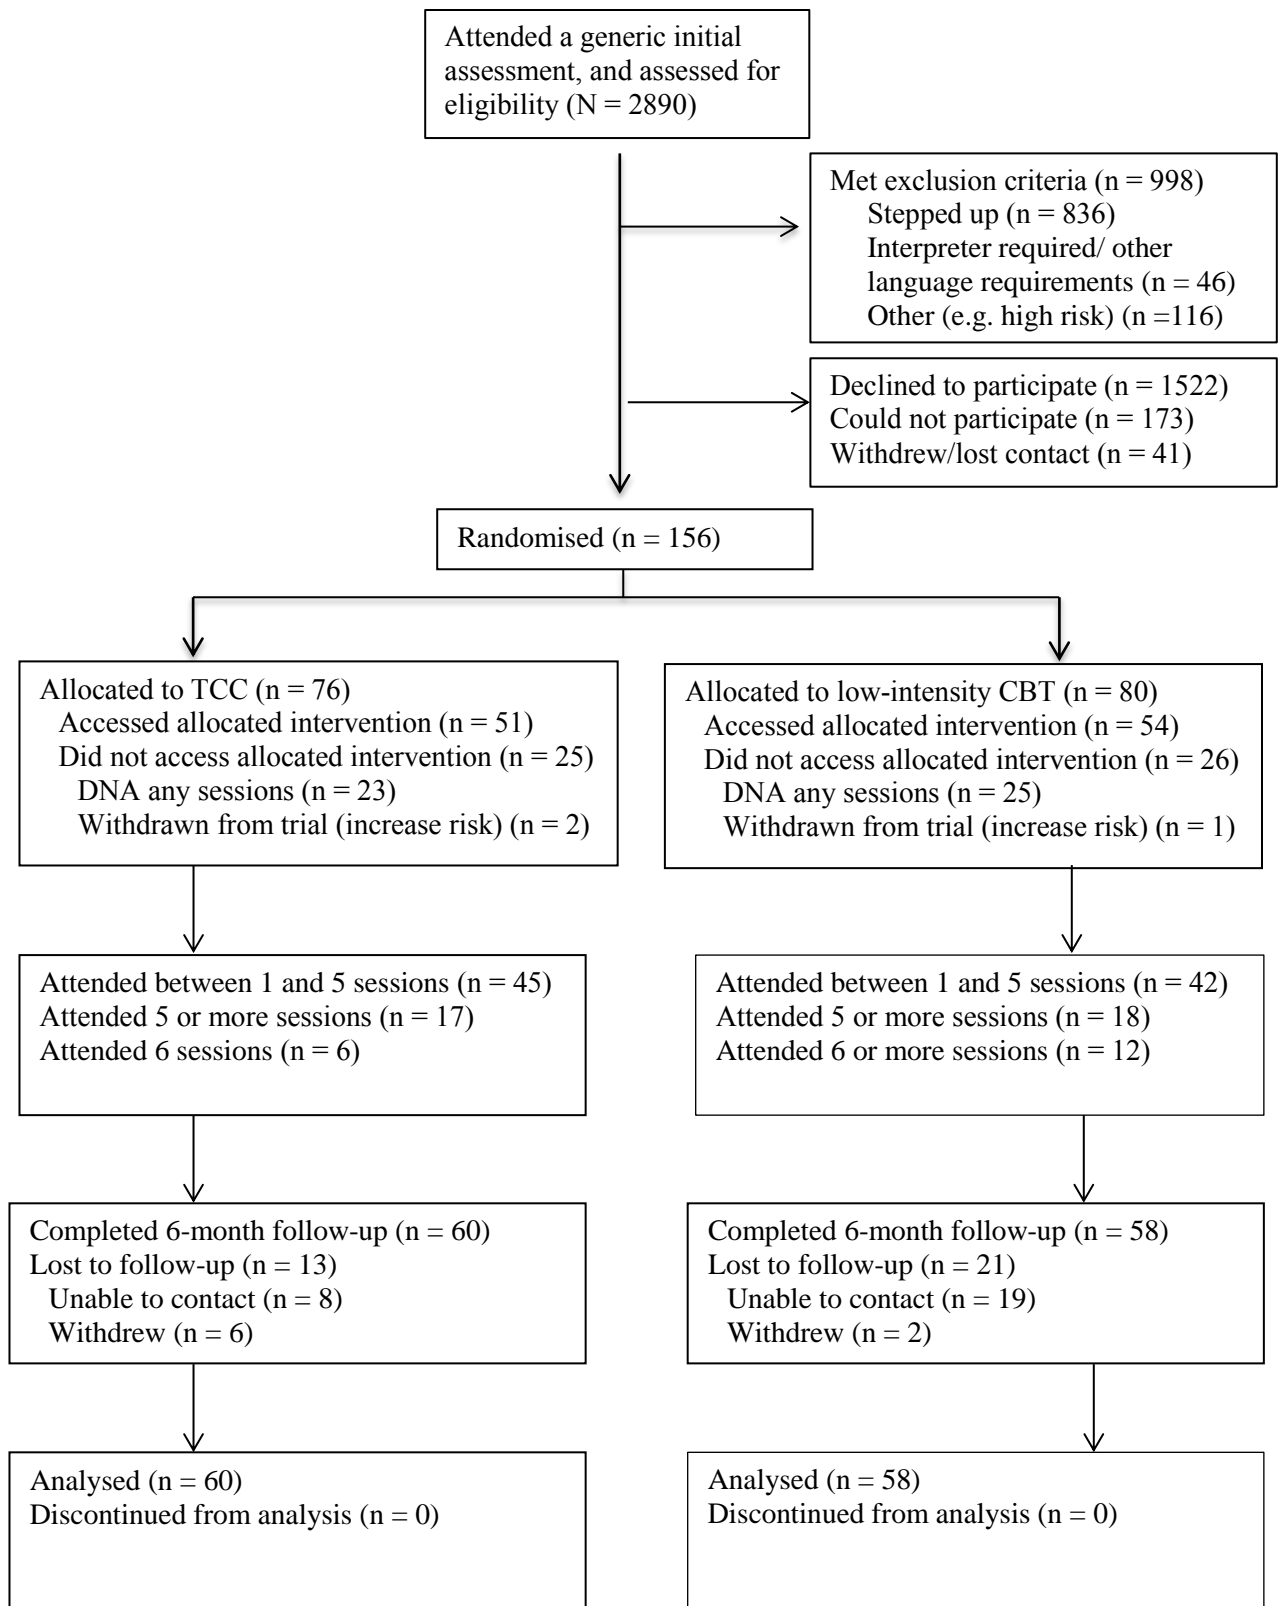 Attended a generic initial
assessment, and assessed for
eligibility (N = 2890)
Met exclusion criteria (n = 998)
Stepped up (n = 836)
Interpreter required/ other
language requirements (n = 46)
Other (e.g. high risk) (n =116)
Declined to participate (n = 1522)
Could not participate (n = 173)
Withdrew/lost contact (n = 41)
Randomised (n = 156)
Allocated to TCC (n = 76)
Accessed allocated intervention (n = 51)
Did not access allocated intervention (n = 25)
DNA any sessions (n = 23)
Withdrawn from trial (increase risk) (n = 2)
Allocated to low-intensity CBT (n = 80)
Accessed allocated intervention (n = 54)
Did not access allocated intervention (n = 26)
DNA any sessions (n = 25)
Withdrawn from trial (increase risk) (n = 1)
Attended between 1 and 5 sessions (n = 45)
Attended 5 or more sessions (n = 17)
Attended 6 sessions (n = 6)
Attended between 1 and 5 sessions (n = 42)
Attended 5 or more sessions (n = 18)
Attended 6 or more sessions (n = 12)
Completed 6-month follow-up (n = 60)
Lost to follow-up (n = 13)
Unable to contact (n = 8)
Withdrew (n = 6)
Completed 6-month follow-up (n = 58)
Lost to follow-up (n = 21)
Unable to contact (n = 19)
Withdrew (n = 2)
Analysed (n = 60)
Discontinued from analysis (n = 0)
Analysed (n = 58)
Discontinued from analysis (n = 0)